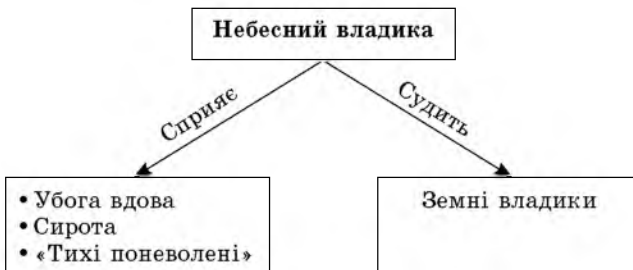 Небесний владика
Сприяє
Судить
• Убога вдова
• Сирота
• «Тихі поневолені»
Земні владики